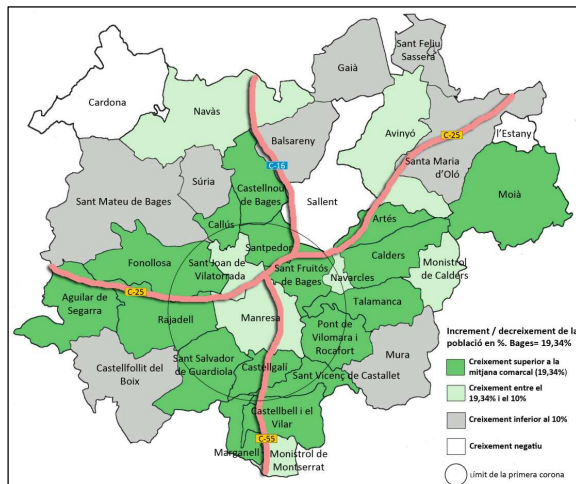 Sant Feliu
Sasserra
Gaià
Cardona
Navàs
Avinyó
C-25
l'Estany
Balsareny
C-16
Santa Maria
d'Oló
Moià
Súria
Castellnou
de Bages
Sallent
Sant Mateu de Bages
Callús
Artés
Santpedor
Calders
Fonollosa
Sant Joan de
Vilatorrada
Sant Fruitós
de Bages
Navarcles
Monistrol
de Calders
C-25
Aguilar de
Segarra
Rajadell
Manresa
Talamanca
Pont de
Vilomara i
Rocafort
Mura
Castellfollit del
Boix
Sant Salvador
de Guardiola
Castellgalí
Sant Vicenç de Castallet
Castellbell i el
Vilar
C-55
Marganell
Monistrol de
Montserrat
Increment / decreixement de la
població en %. Bages= 19,34%
Creixement superior a la
mitjana comarcal (19,34%)
Creixement entre el
19,34% i el 10%
Creixement inferior al 10%
Creixement negatiu
Límit de la primera corona